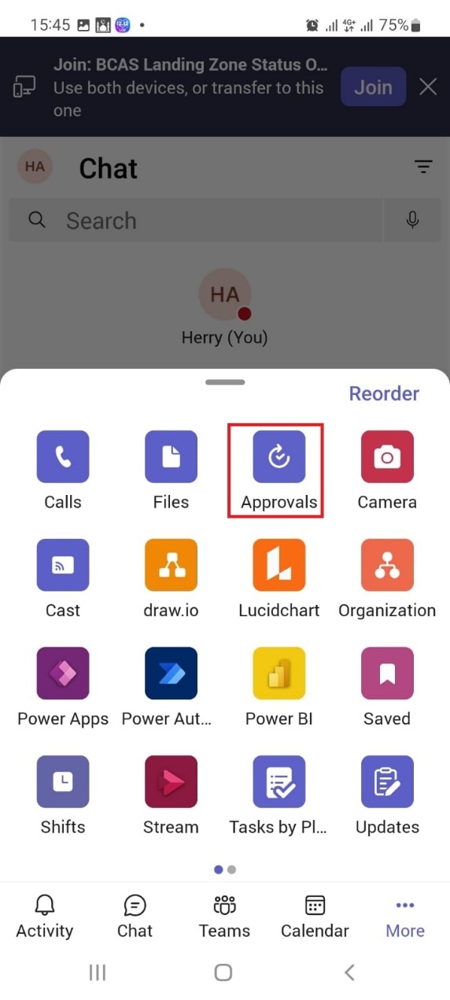 15:45
4G+ 75%
Join: BCAS Landing Zone Status O...
Use both devices, or transfer to this
one
Join
HA Chat
Search
HA
Herry (You)
Reorder
Calls Files Approvals Camera
Cast draw.io Lucidchart Organization
Power Apps Power Aut... Power BI Saved
Shifts Stream Tasks by Pl... Updates
Activity Chat Teams Calendar More